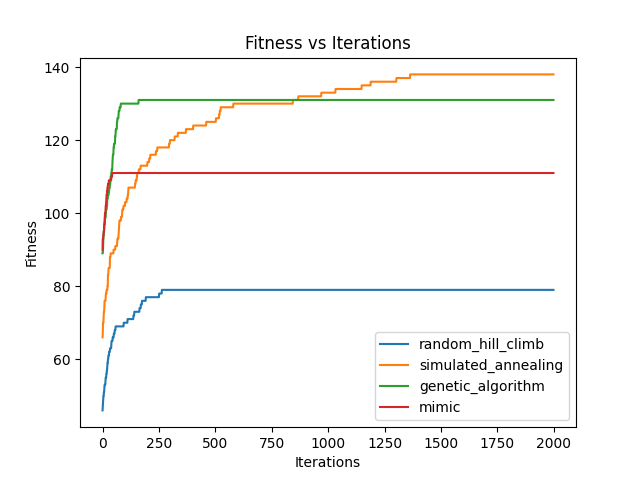 Fitness vs Iterations
140
120
100
80
60
Fitness
0 250 500 750 1000 1250 1500 1750 2000
Iterations
random_hill_climb
simulated_annealing
genetic_algorithm
mimic